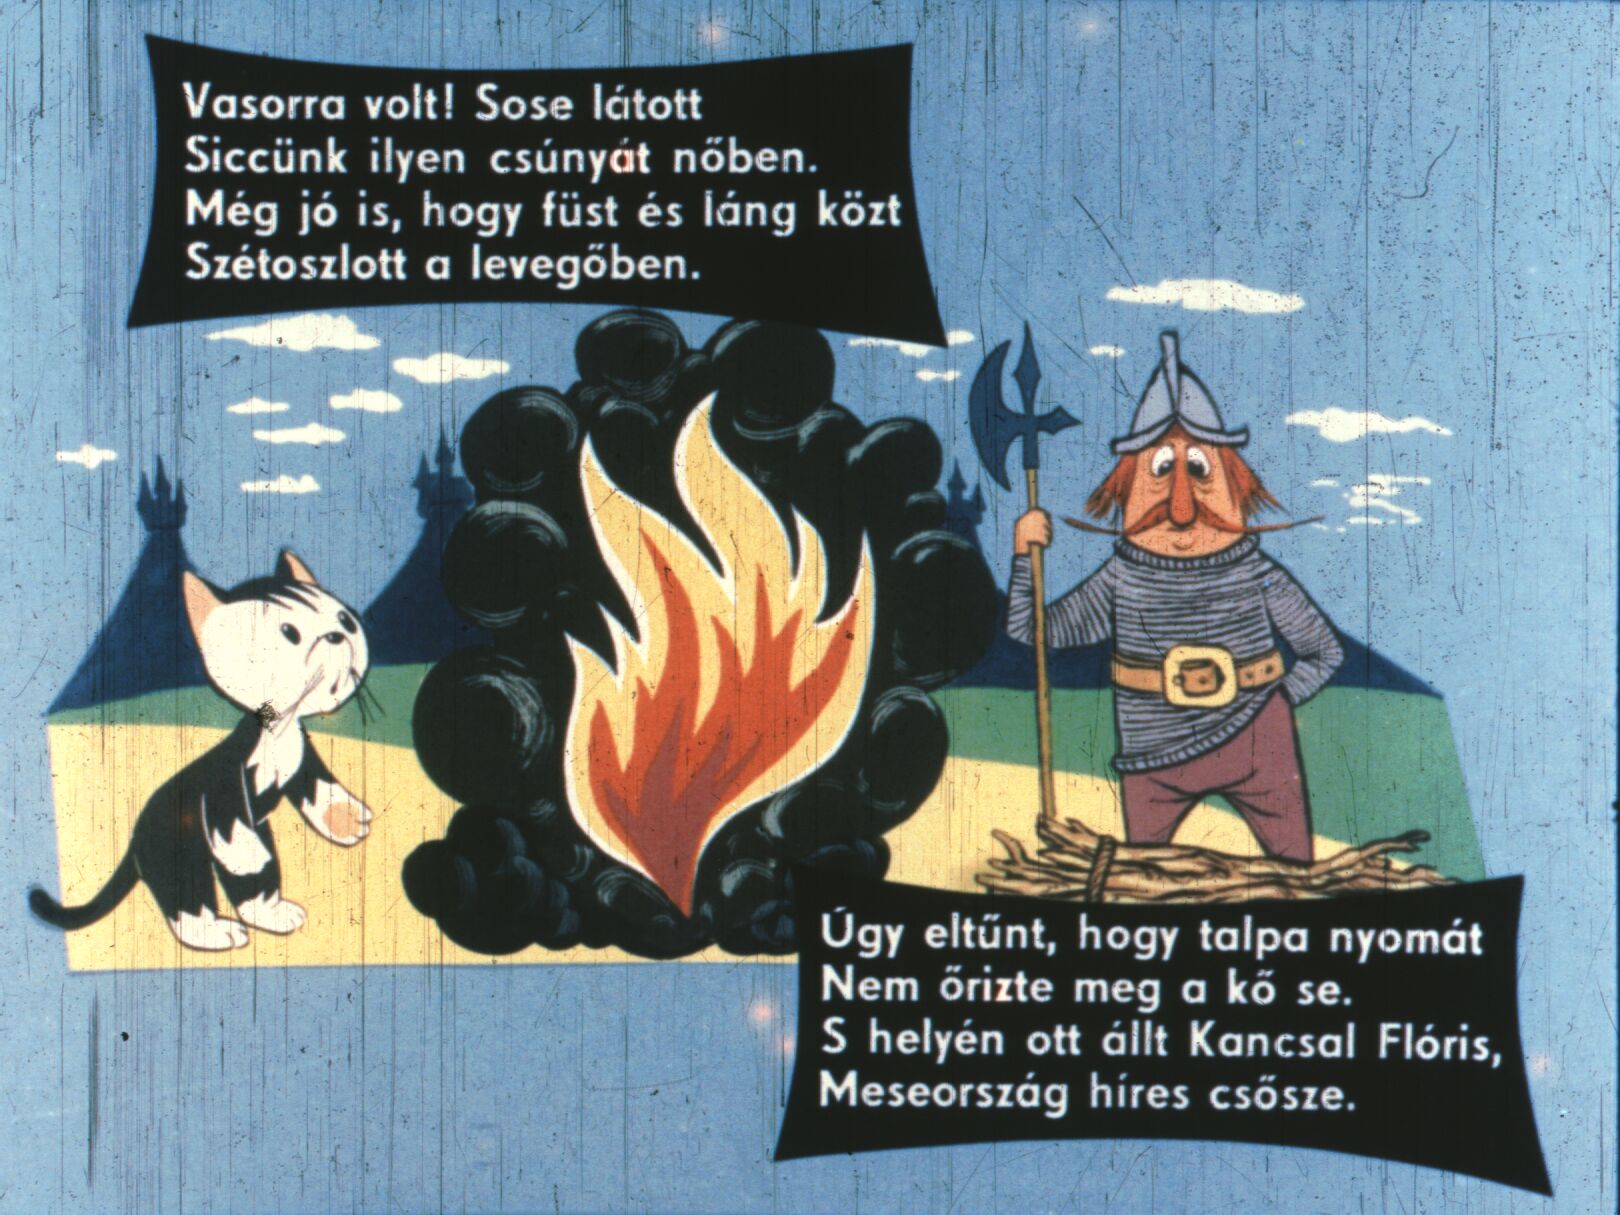 Vasorra volt! Sose látott
Siccünk ilyen csúnyát nőben.
Még jó is, hogy füst és láng közt
Szétoszlott a levegőben.
Úgy eltűnt, hogy talpa nyomát
Nem őrizte meg a kő se.
S helyén ott állt Kancsal Flóris,
Meseország híres csősze.